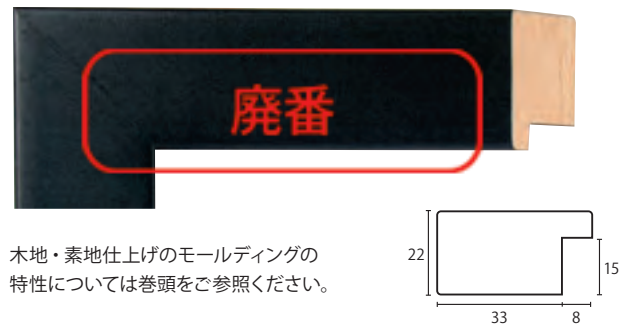 廃番
木地・素地仕上げのモールディングの
特性については巻頭をご参照ください。
22
15
33
8